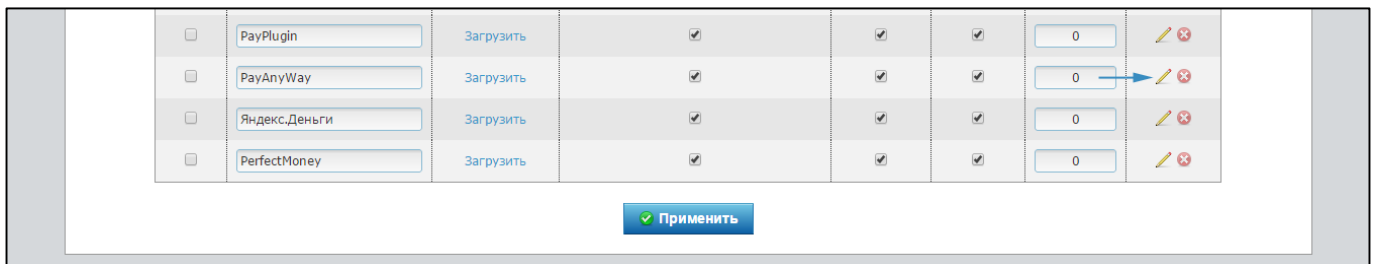 PayPlugin Загрузить 0
PayAnyWay Загрузить 0
Яндекс.Деньги Загрузить 0
PerfectMoney Загрузить 0
Применить